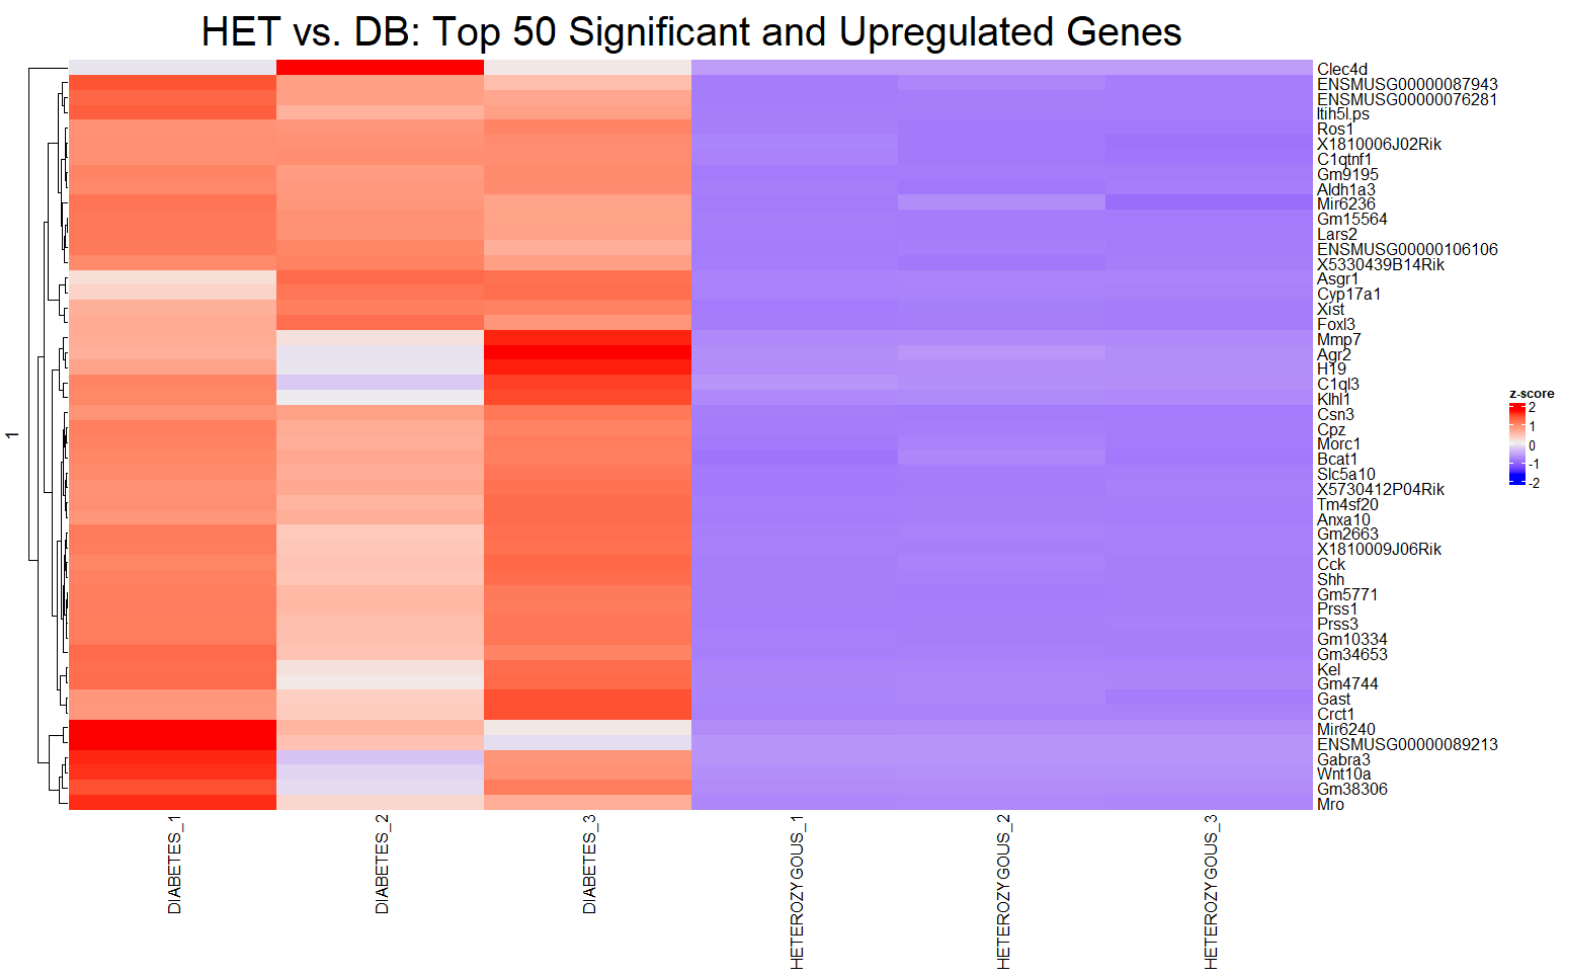 HET vs. DB: Top 50 Significant and Upregulated Genes
Clec4d
ENSMUSG00000087943
ENSMUSG00000076281
Itih5l.ps
Ros1
X1810006J02Rik
C1qtnf1
Gm9195
Aldh1a3
Mir6236
Gm15564
Lars2
ENSMUSG00000106106
X5330439B14Rik
Asgr1
Cyp17a1
Xist
Foxl3
Mmp7
Agr2
H19
C1ql3
Klhl1
Csn3
Cpz
Morc1
Bcat1
Slc5a10
X5730412P04Rik
Tm4sf20
Anxa10
Gm2663
X1810009J06Rik
Cck
Shh
Gm5771
Prss1
Prss3
Gm10334
Gm34653
Kel
Gm4744
Gast
Crct1
Mir6240
ENSMUSG00000089213
Gabra3
Wnt10a
Gm38306
Mro
1
z-score
2
1
0
-1
-2
DIABETES_1
DIABETES_2
DIABETES_3
HETEROZYGOUS_1
HETEROZYGOUS_2
HETEROZYGOUS_3